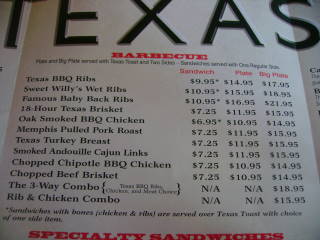 TEXAS
BARBECUE
Plate and Big Plate served with Texas Toast and Two Sides - Sandwiches served with One Regular Side.
Sandwich Plate Big Plate
Texas BBQ Ribs $9.95* $14.95 $17.95
Sweet Willy's Wet Ribs $10.95* $15.95 $18.95
Famous Baby Back Ribs $10.95* $16.95 $21.95
18-Hour Texas Brisket $7.25 $11.95 $15.95
Oak Smoked BBQ Chicken $6.95* $10.95 $14.95
Memphis Pulled Pork Roast $7.25 $11.95 $15.95
Texas Turkey Breast $7.25 $11.95 $15.95
Smoked Andouille Cajun Links $7.25 $11.95 $15.95
Chopped Chipotle BBQ Chicken $7.25 $10.95 $14.95
Chopped Beef Brisket $7.25 $10.95 $14.95
The 3-Way Combo {Texas BBQ Ribs, Chicken, and Meat Choice} N/A N/A $18.95
Rib & Chicken Combo N/A N/A $15.95
*Sandwiches with bones (chicken & ribs) are served over Texas Toast with choice
of one side item.
SPECIALTY SANDWICHES